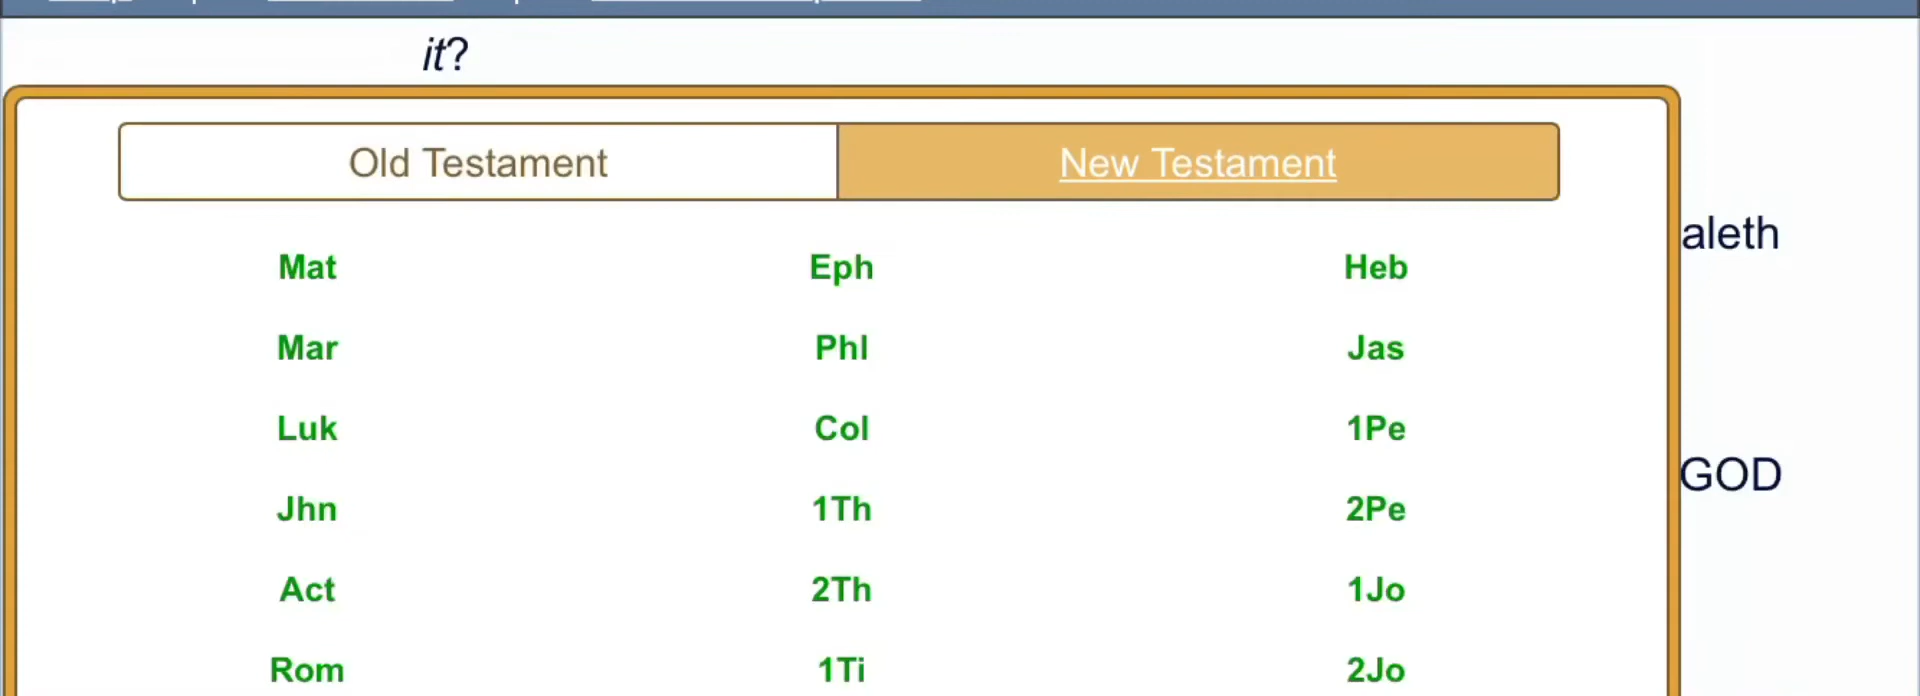 it?
Old Testament New Testament
aleth
Mat Eph Heb
Mar Phl Jas
Luk Col 1Pe
GOD
Jhn 1Th 2Pe
Act 2Th 1Jo
Rom 1Ti 2Jo